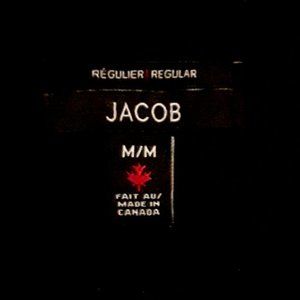 RÉGULIER REGULAR
JACOB
M/M
FAIT AU/
MADE IN
CANADA